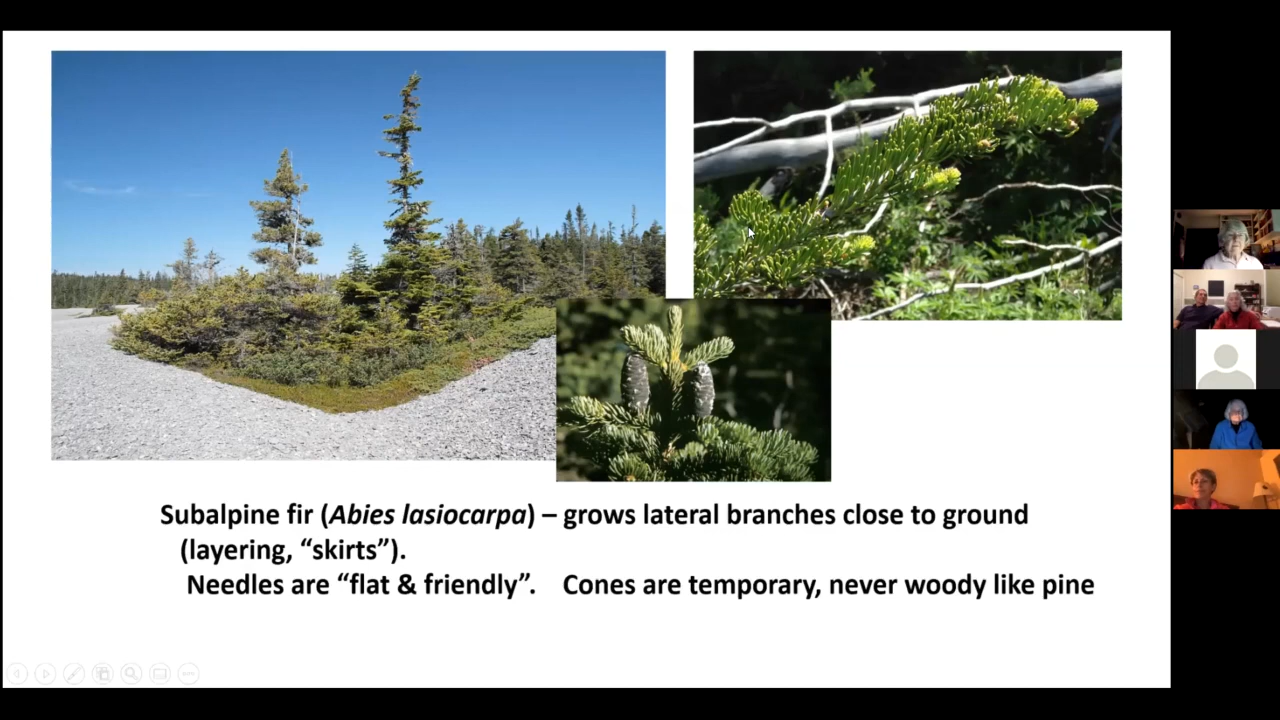 Subalpine fir (Abies lasiocarpa) – grows lateral branches close to ground
(layering, “skirts”).
Needles are “flat & friendly”. Cones are temporary, never woody like pine